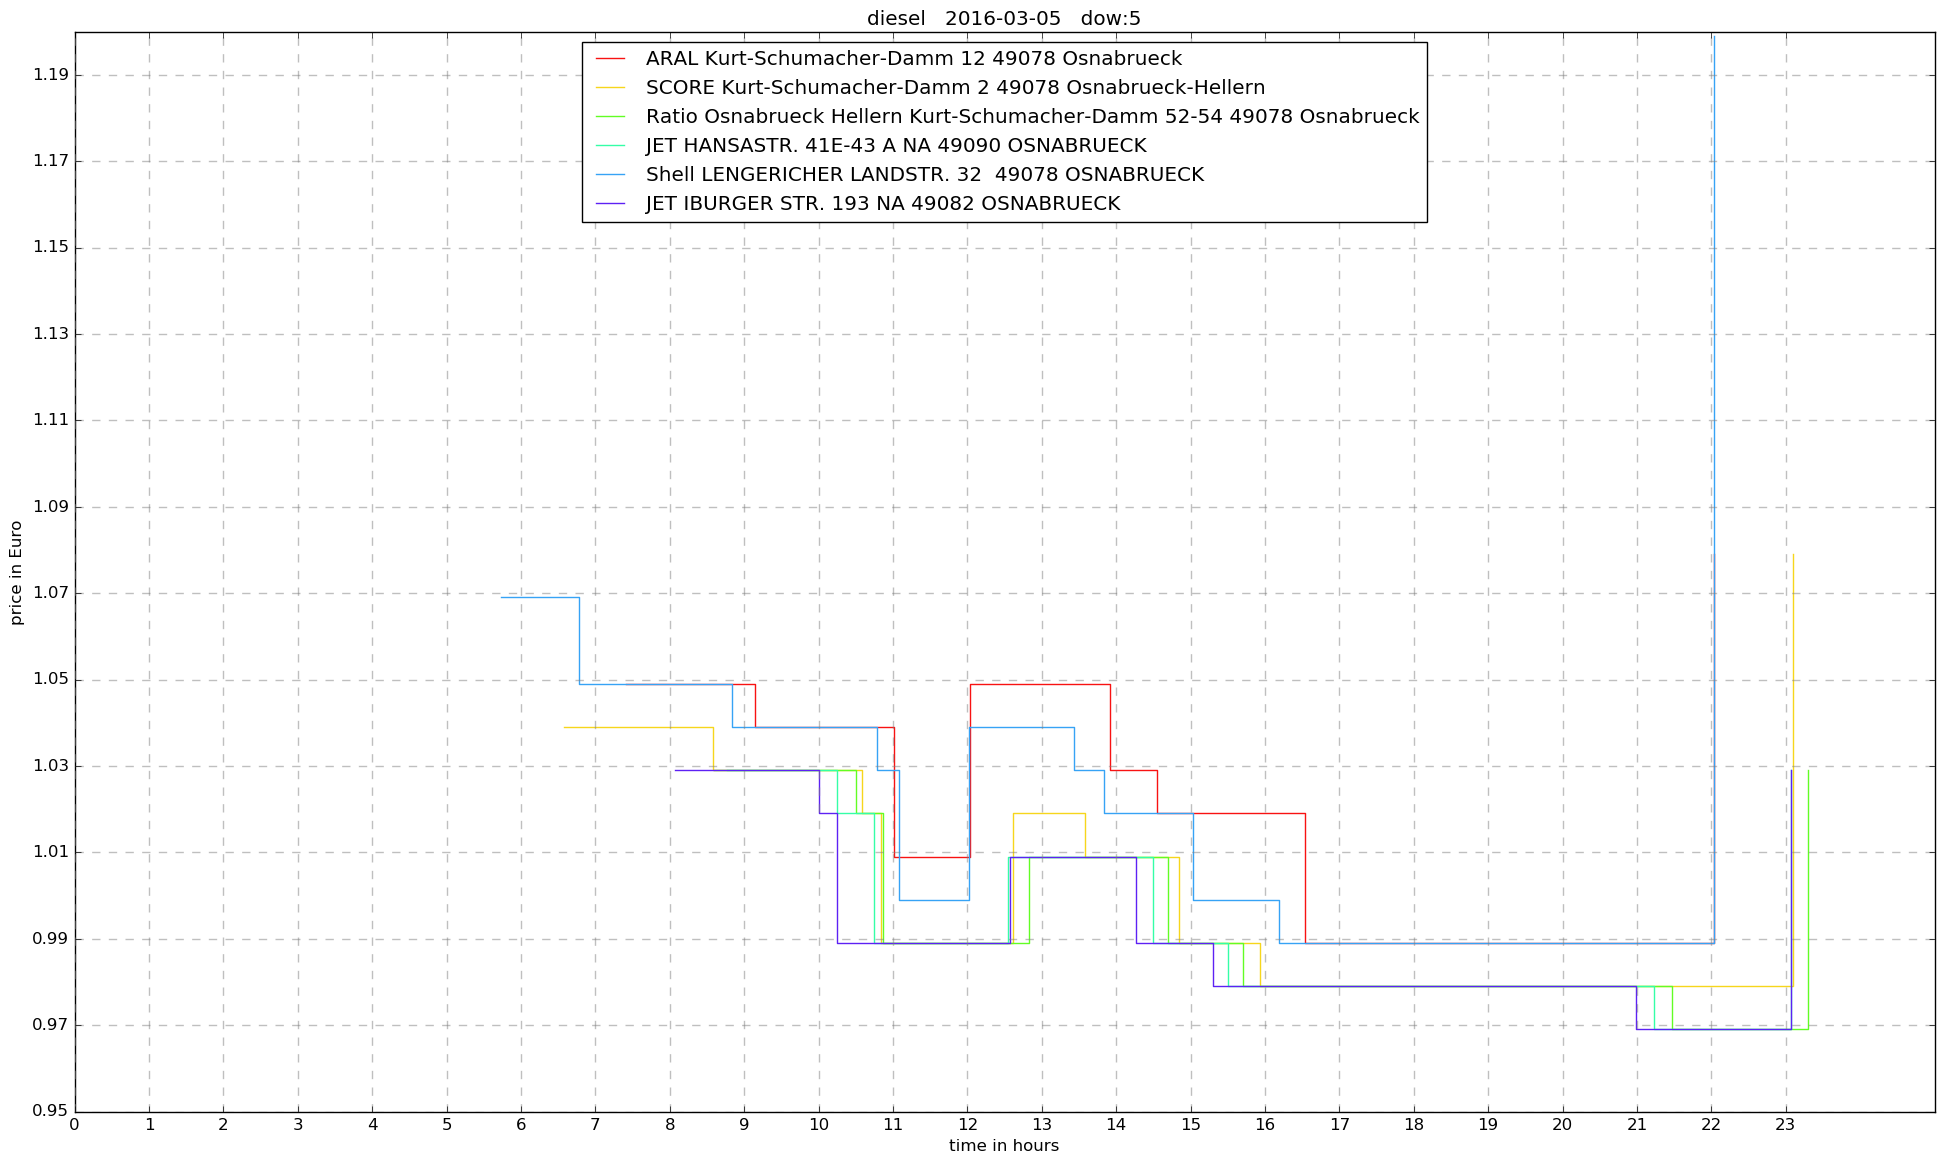 diesel   2016-03-05   dow:5
ARAL Kurt-Schumacher-Damm 12 49078 Osnabrueck
SCORE Kurt-Schumacher-Damm 2 49078 Osnabrueck-Hellern
Ratio Osnabrueck Hellern Kurt-Schumacher-Damm 52-54 49078 Osnabrueck
JET HANSASTR. 41E-43 A NA 49090 OSNABRUECK
Shell LENGERICHER LANDSTR. 32  49078 OSNABRUECK
JET IBURGER STR. 193 NA 49082 OSNABRUECK
1.19
1.17
1.15
1.13
1.11
1.09
1.07
1.05
1.03
1.01
0.99
0.97
0.95
price in Euro
0 1 2 3 4 5 6 7 8 9 10 11 12 13 14 15 16 17 18 19 20 21 22 23
time in hours